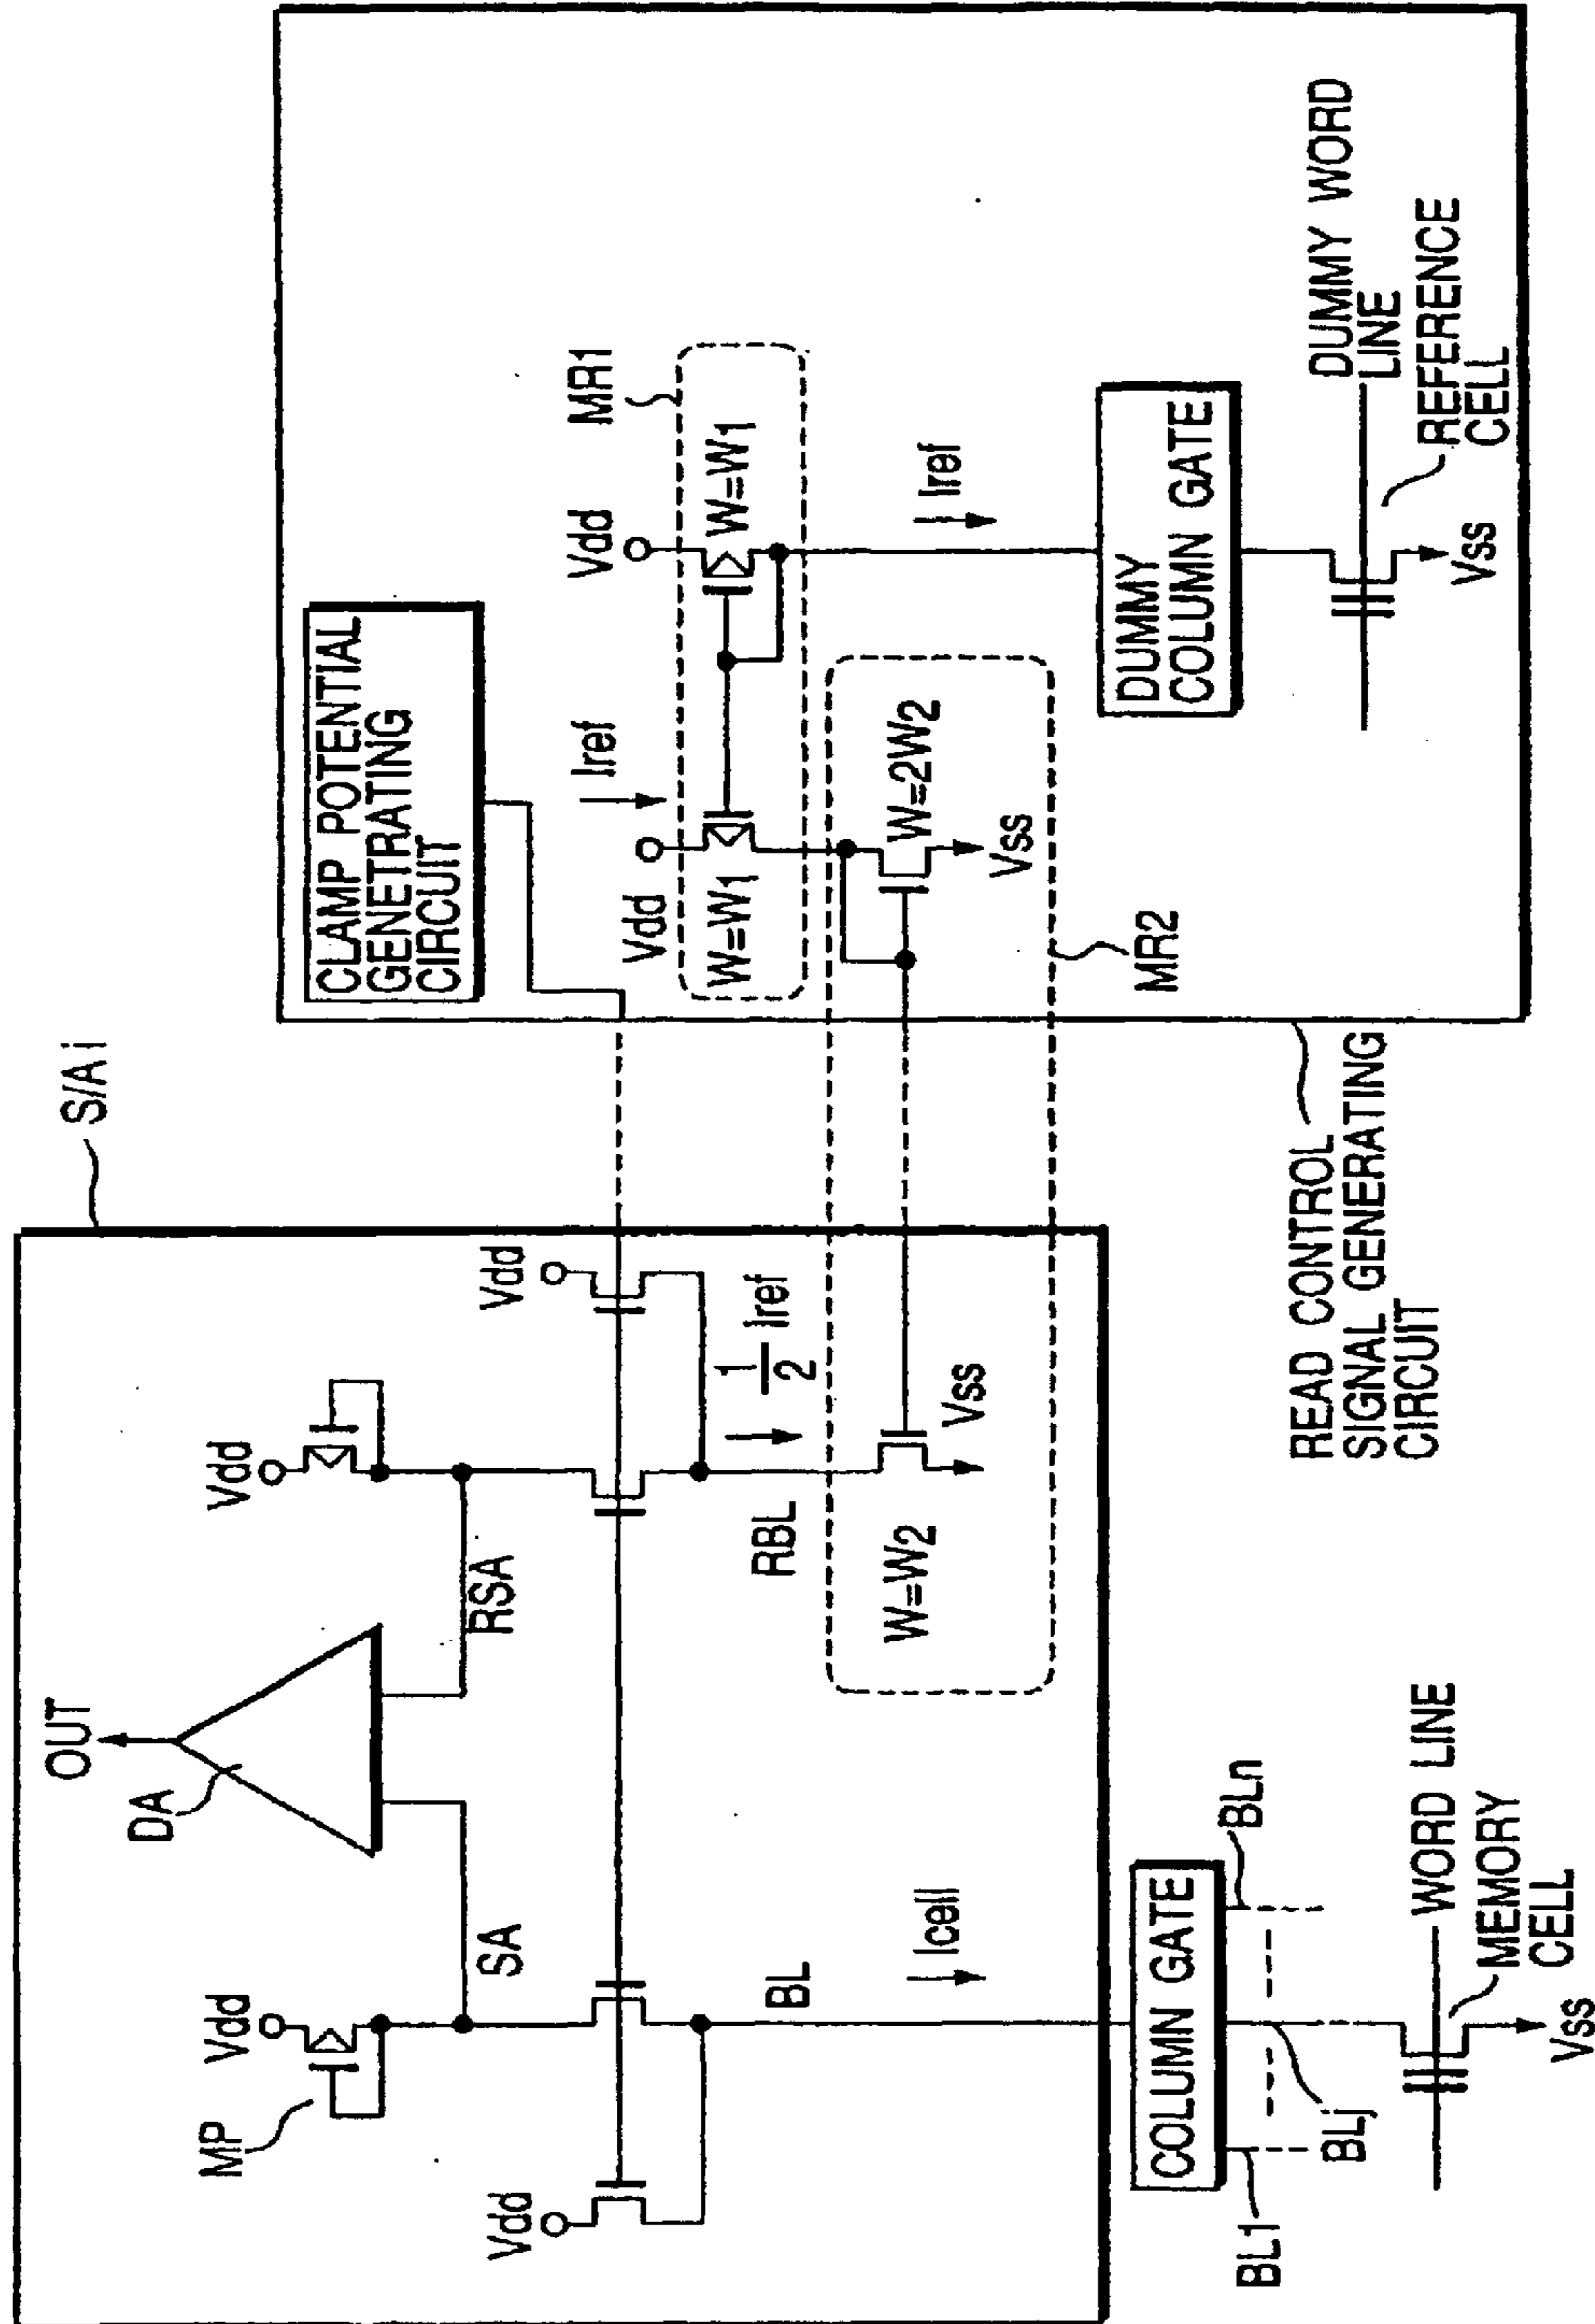 S/Ai
OUT
DA
Vdd
Vdd
MP
SA
RSA
Vdd
Vdd
BL
RBL
1/2 Iref
Icell
W=W2
Vss
COLUMN GATE
BL1
BLj
BLn
WORD LINE
MEMORY
CELL
Vss
CLAMP POTENTIAL
GENETRATING
CIRCUIT
Iref
Vdd
Vdd
MR1
W=W1
W=W1
Iref
W=2W2
Vss
MR2
DUMMY
COLUMN GATE
DUMMY WORD
LINE
REFERENCE
CELL
Vss
READ CONTROL
SIGNAL GENERATING
CIRCUIT